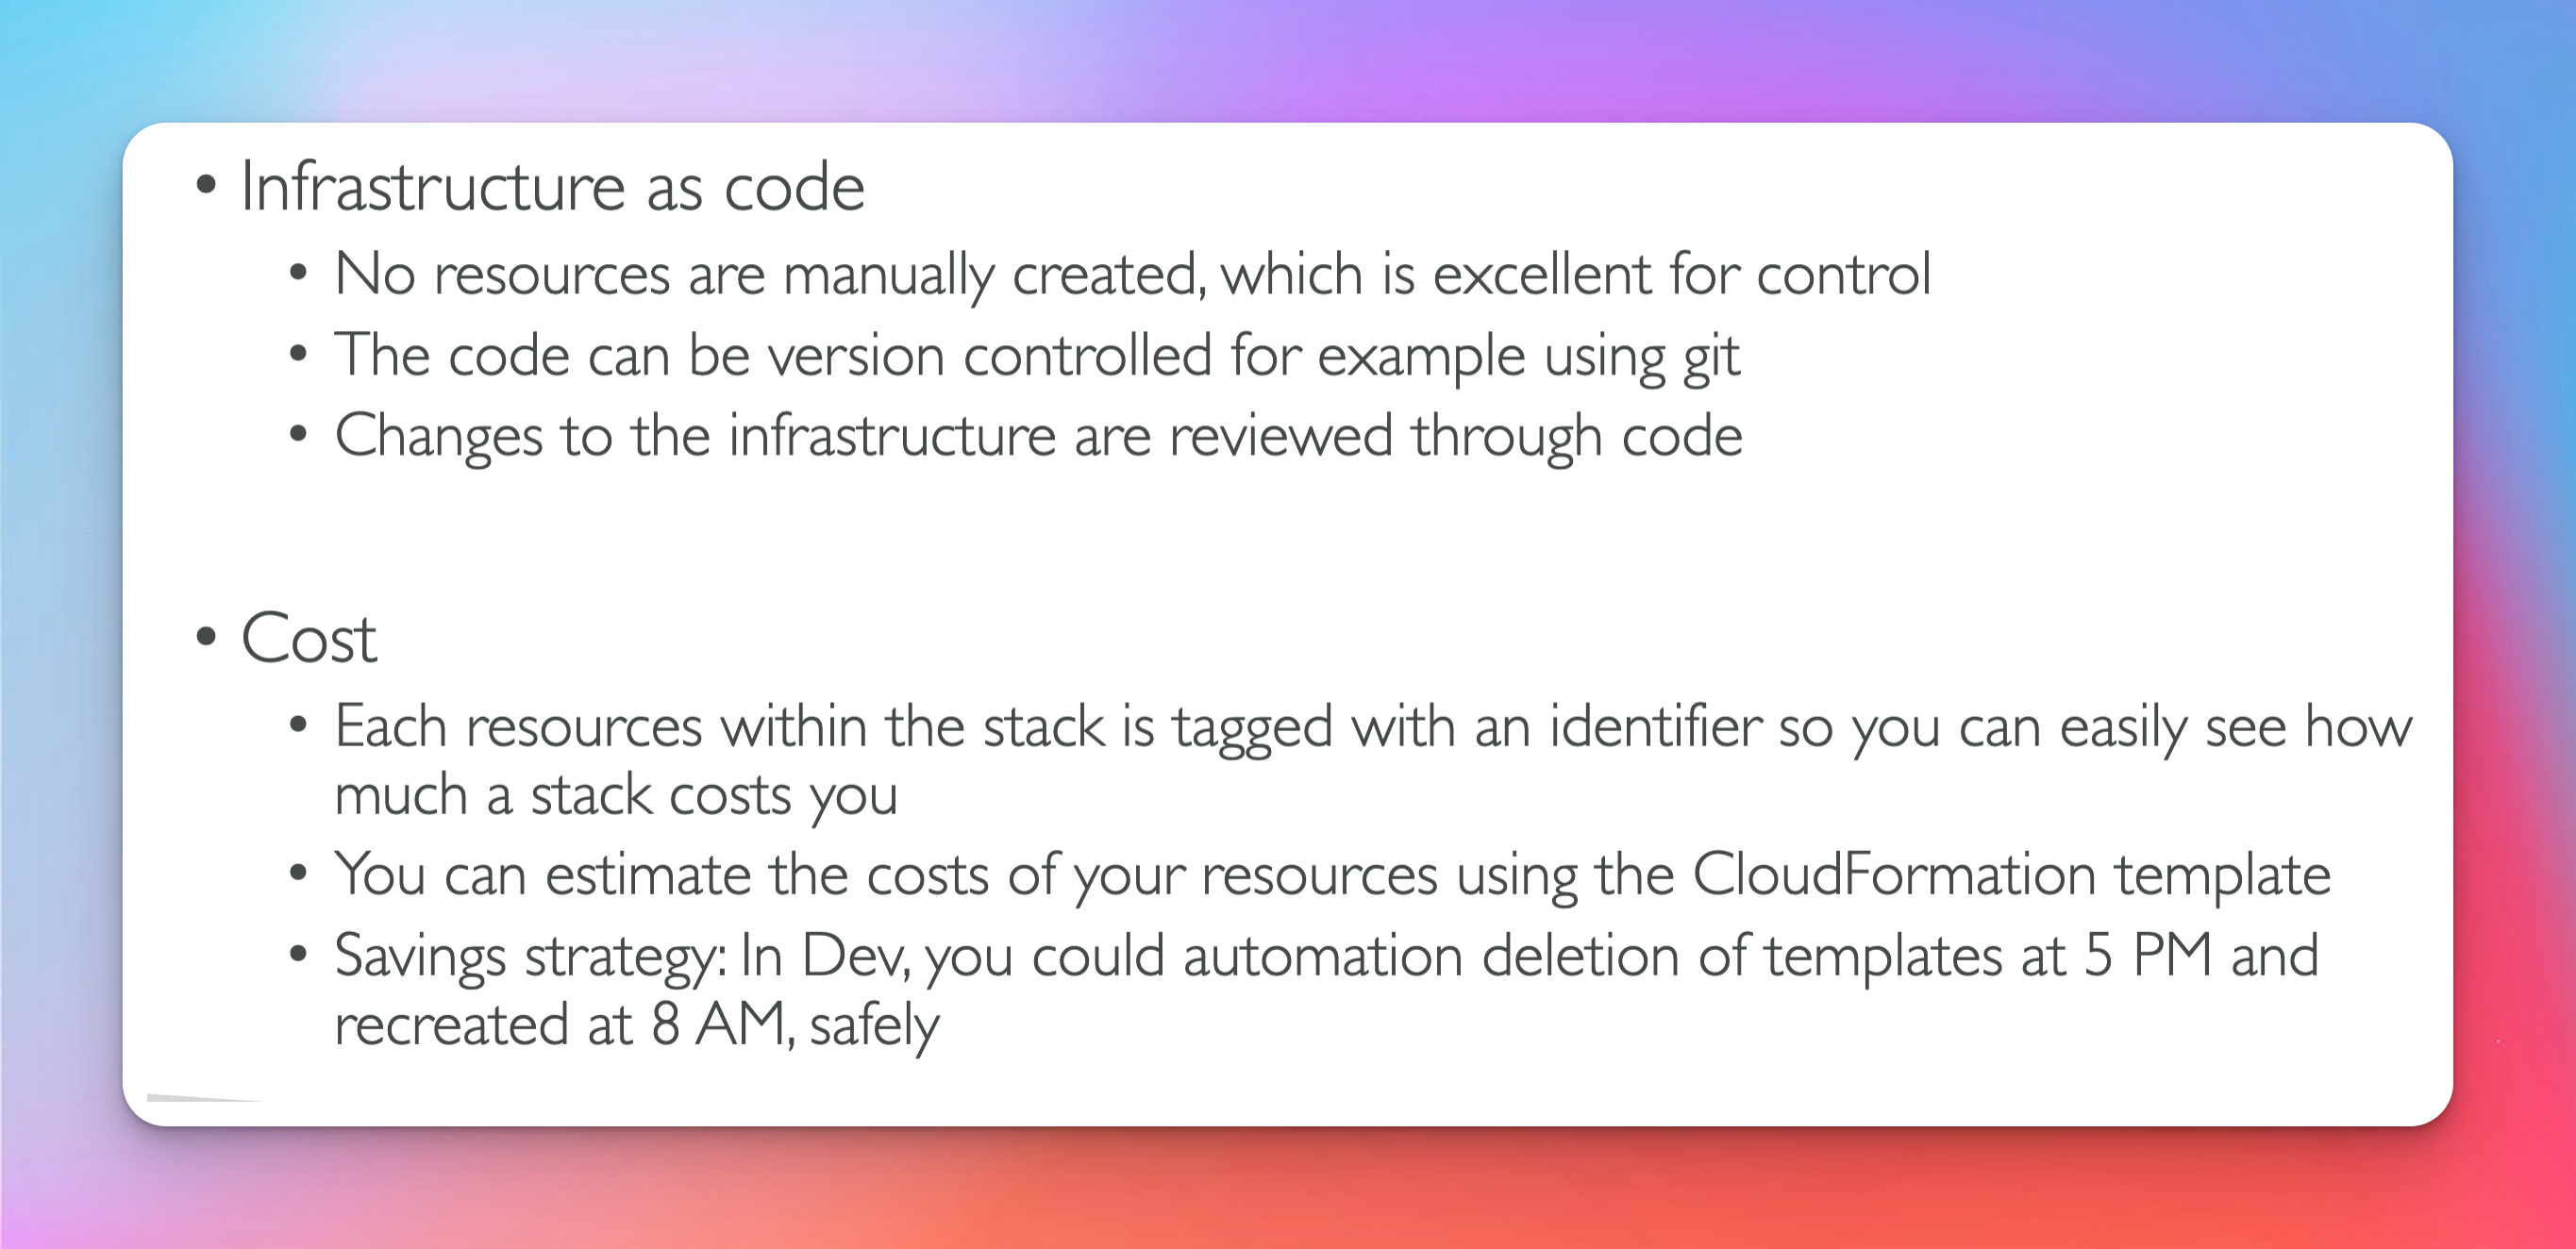 • Infrastructure as code
• No resources are manually created, which is excellent for control
• The code can be version controlled for example using git
• Changes to the infrastructure are reviewed through code
• Cost
• Each resources within the stack is tagged with an identifier so you can easily see how
much a stack costs you
• You can estimate the costs of your resources using the CloudFormation template
• Savings strategy: In Dev, you could automation deletion of templates at 5 PM and
recreated at 8 AM, safely